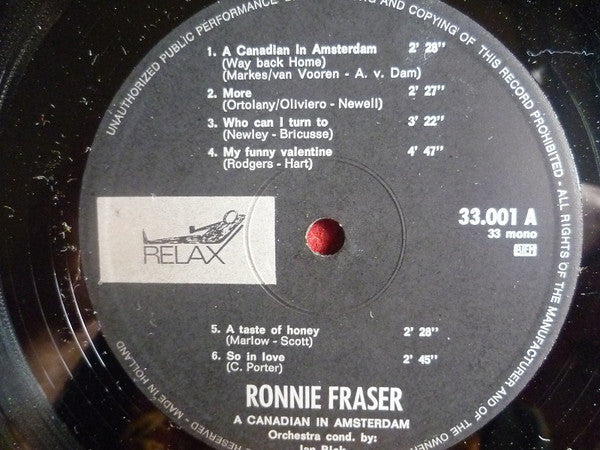 UNAUTHORIZED PUBLIC PERFORMANCE
AND COPYING OF THIS RECORD PROHIBITED - ALL RIGHTS OF THE MANUFACTURER AND OF THE OWNER
RESERVED - MADE IN HOLLAND
1. A Canadian In Amsterdam 2' 28"
(Way back Home)
(Markes/van Vooren - A. v. Dam)
2. More 2' 27"
(Ortolany/Oliviero - Newell)
3. Who can I turn to 3' 22"
(Newley - Bricusse)
4. My funny valentine 4' 47"
(Rodgers - Hart)
RELAX
33.001 A
33 mono
5. A taste of honey 2' 28"
(Marlow - Scott)
6. So in love 2' 45"
(C. Porter)
RONNIE FRASER
A CANADIAN IN AMSTERDAM
Orchestra cond. by: